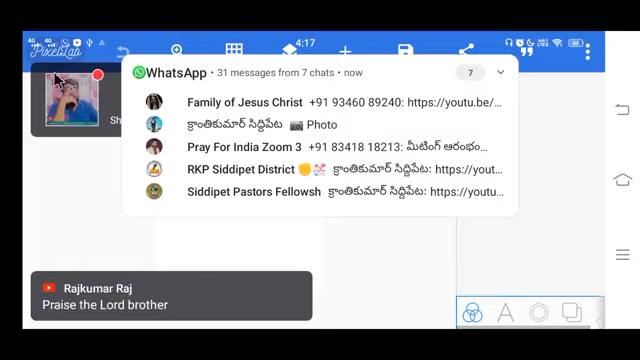 PixelLab
4:17
WhatsApp • 31 messages from 7 chats • now
7
Family of Jesus Christ +91 93460 89240: https://youtu.be/...
క్రాంతికుమార్ సిద్దిపేట 📷 Photo
Pray For India Zoom 3 +91 83418 18213: మీటింగ్ ఆరంభం...
RKP Siddipet District ✊🎊 క్రాంతికుమార్ సిద్దిపేట: https://yout...
Siddipet Pastors Fellowsh క్రాంతికుమార్ సిద్దిపేట: https://youtu...
Sh
Rajkumar Raj
Praise the Lord brother